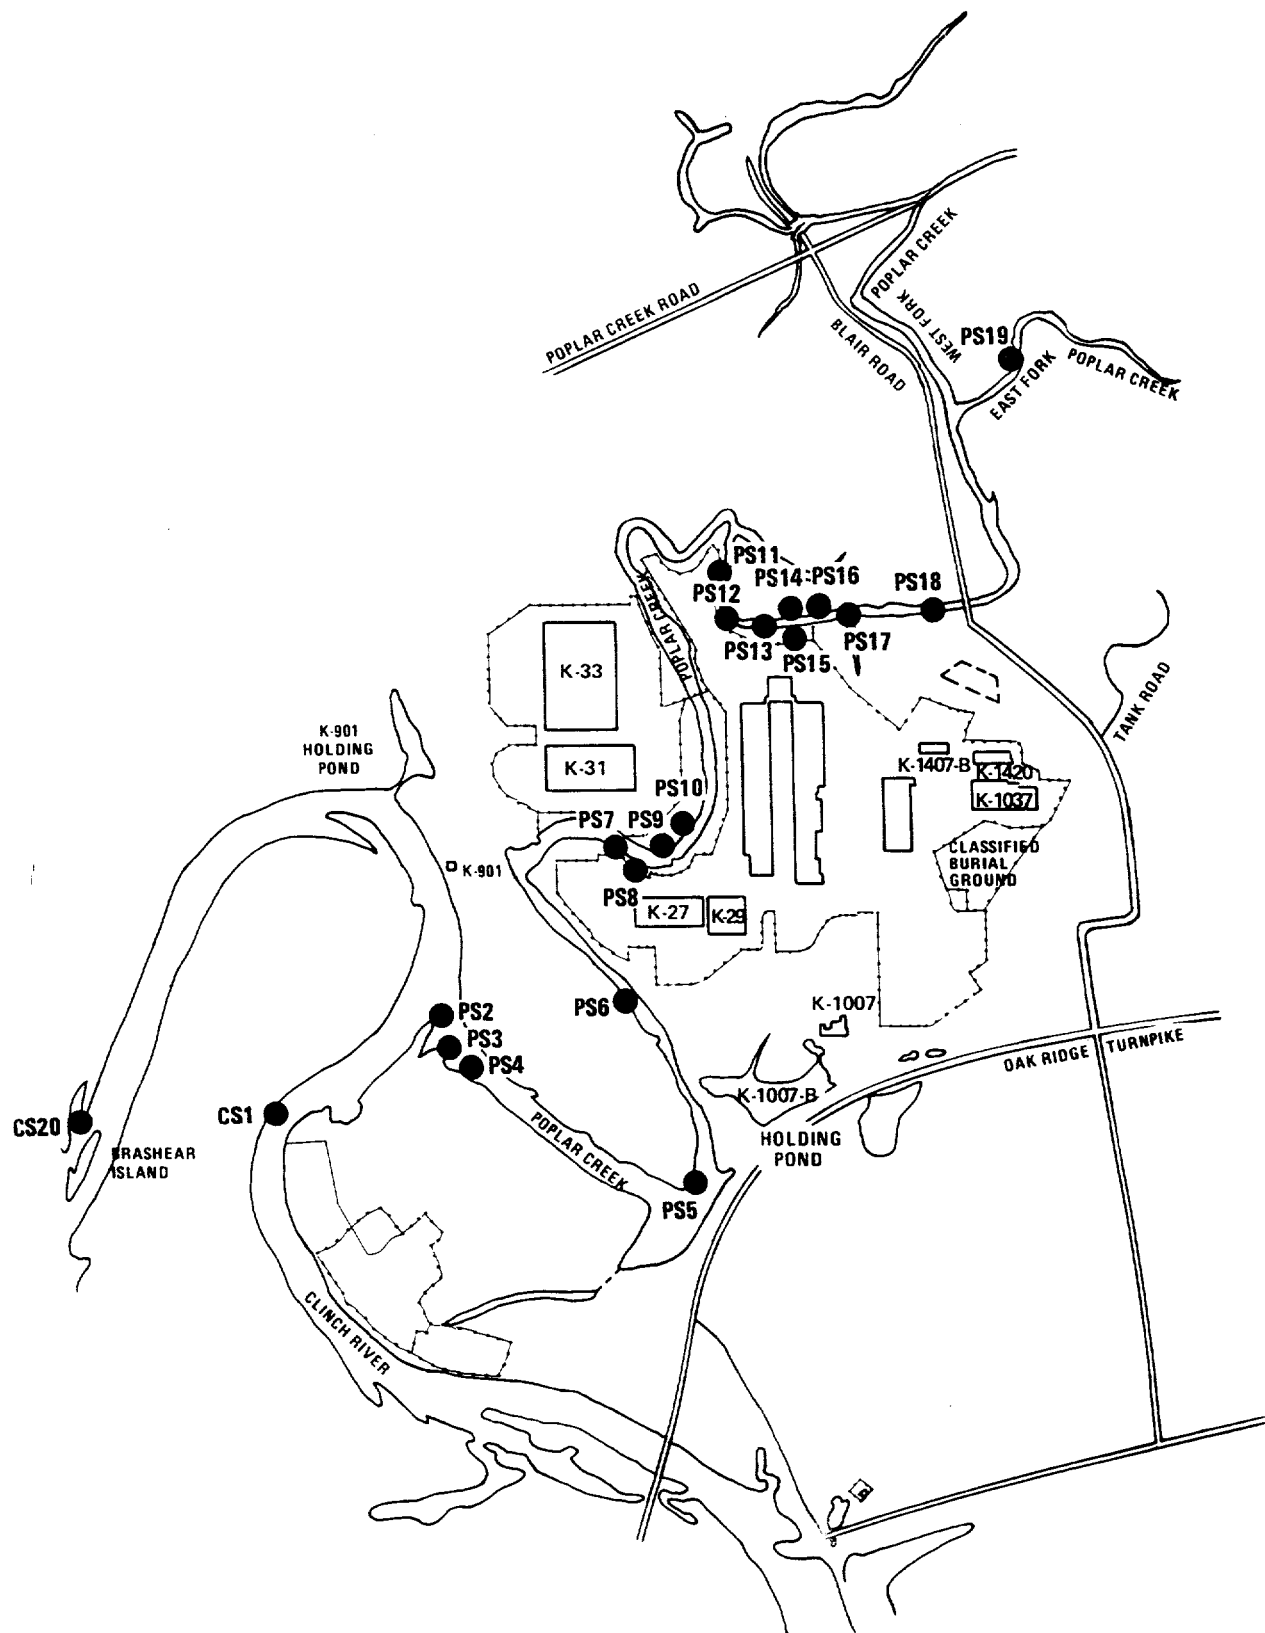 POPLAR CREEK
WEST FORK
POPLAR CREEK ROAD
BLAIR ROAD
PS19
EAST FORK
POPLAR CREEK
PS11
PS14
PS16
PS12
PS18
POPLAR CREEK
PS13
PS17
PS15
K-33
TANK ROAD
K-901
HOLDING
POND
K-31
K-1407-B
K-1420
K-1037
PS10
PS7
PS9
CLASSIFIED
BURIAL
GROUND
K-901
PS8
K-27
K-29
PS6
K-1007
PS2
PS3
PS4
OAK RIDGE TURNPIKE
K-1007-B
HOLDING
POND
CS20
CS1
POPLAR CREEK
BRASHEAR
ISLAND
PS5
CLINCH RIVER